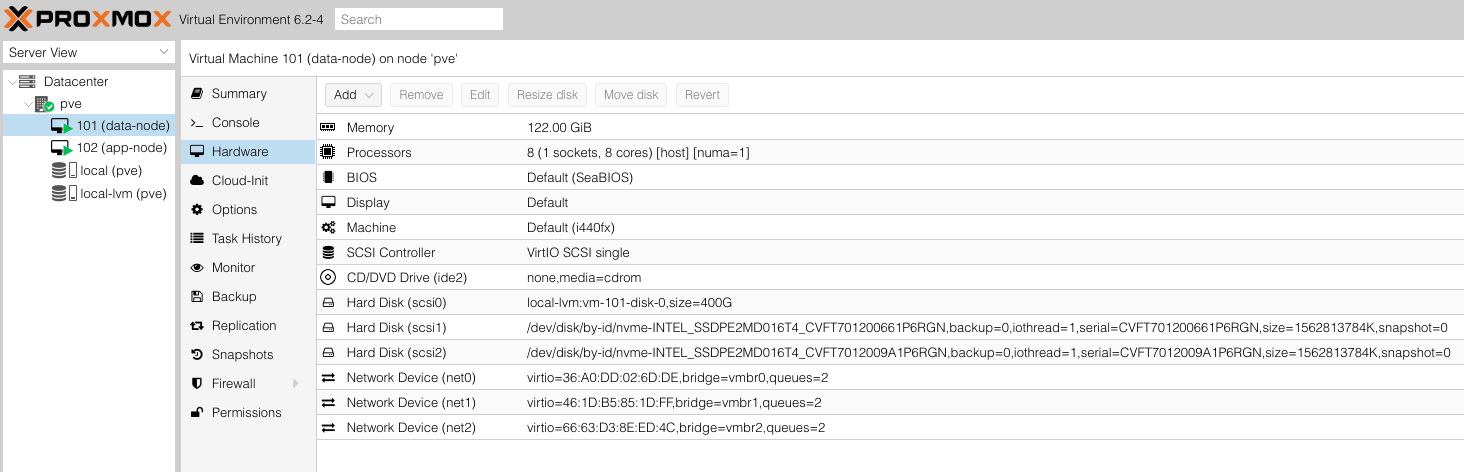 PROXMOX Virtual Environment 6.2-4 Search
Server View
Datacenter
pve
101 (data-node)
102 (app-node)
local (pve)
local-lvm (pve)
Virtual Machine 101 (data-node) on node 'pve'
Summary
Console
Hardware
Cloud-Init
Options
Task History
Monitor
Backup
Replication
Snapshots
Firewall
Permissions
Add Remove Edit Resize disk Move disk Revert
Memory 122.00 GiB
Processors 8 (1 sockets, 8 cores) [host] [numa=1]
BIOS Default (SeaBIOS)
Display Default
Machine Default (i440fx)
SCSI Controller VirtIO SCSI single
CD/DVD Drive (ide2) none,media=cdrom
Hard Disk (scsi0) local-lvm:vm-101-disk-0,size=400G
Hard Disk (scsi1) /dev/disk/by-id/nvme-INTEL_SSDPE2MD016T4_CVFT701200661P6RGN,backup=0,iothread=1,serial=CVFT701200661P6RGN,size=1562813784K,snapshot=0
Hard Disk (scsi2) /dev/disk/by-id/nvme-INTEL_SSDPE2MD016T4_CVFT7012009A1P6RGN,backup=0,iothread=1,serial=CVFT7012009A1P6RGN,size=1562813784K,snapshot=0
Network Device (net0) virtio=36:A0:DD:02:6D:DE,bridge=vmbr0,queues=2
Network Device (net1) virtio=46:1D:B5:85:1D:FF,bridge=vmbr1,queues=2
Network Device (net2) virtio=66:63:D3:8E:ED:4C,bridge=vmbr2,queues=2